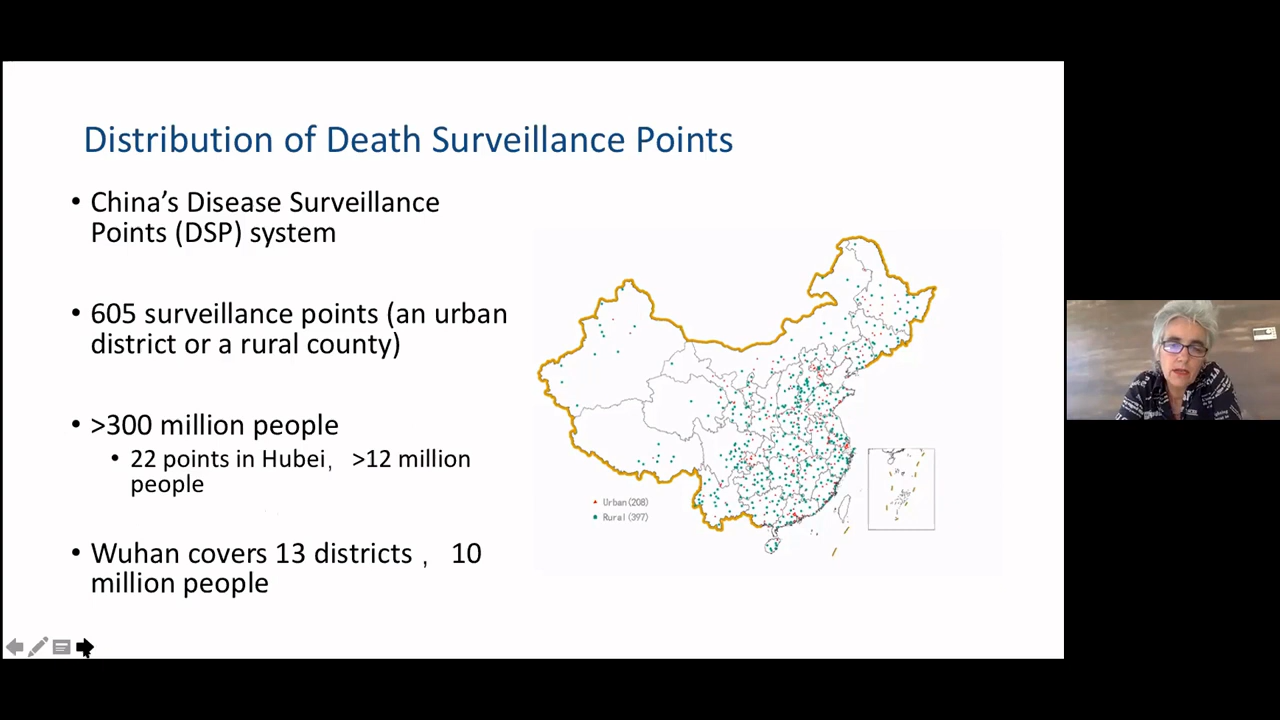 Distribution of Death Surveillance Points
• China’s Disease Surveillance
Points (DSP) system
• 605 surveillance points (an urban
district or a rural county)
• >300 million people
• 22 points in Hubei， >12 million
people
• Wuhan covers 13 districts ， 10
million people
Urban(208)
Rural(397)